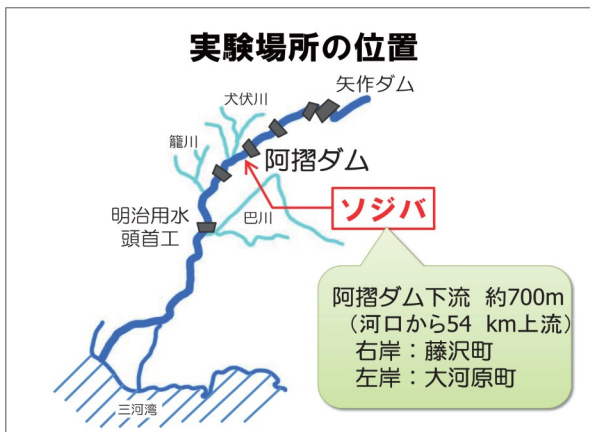 実験場所の位置
矢作ダム
犬伏川
籠川
阿摺ダム
ソジバ
明治用水
頭首工
巴川
阿摺ダム下流 約700m
（河口から54 km上流）
右岸：藤沢町
左岸：大河原町
三河湾